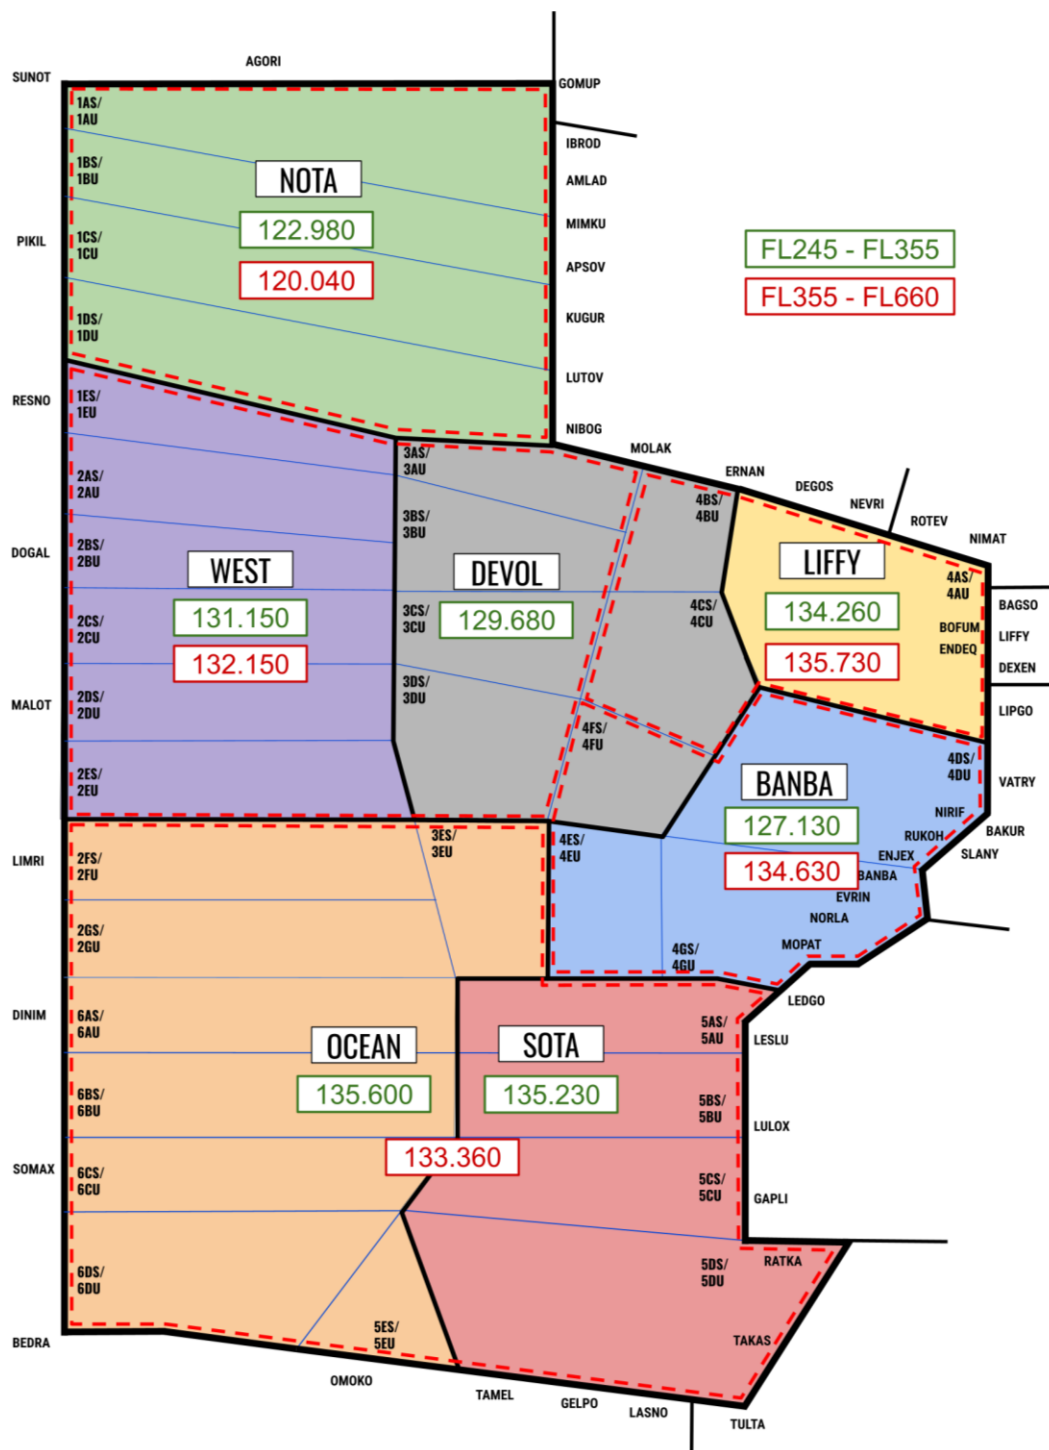 AGORI
SUNOT
GOMUP
1AS/
1AU
IBROD
AMLAD
1BS/
1BU
NOTA
MIMKU
122.980
PIKIL
1CS/
1CU
APSOV
120.040
FL245 - FL355
FL355 - FL660
1DS/
1DU
KUGUR
LUTOV
RESNO
1ES/
1EU
NIBOG
MOLAK
3AS/
3AU
ERNAN
DEGOS
NEVRI
ROTEV
NIMAT
2AS/
2AU
4BS/
4BU
3BS/
3BU
DOGAL
2BS/
2BU
WEST
DEVOL
LIFFY
4AS/
4AU
BAGSO
131.150
129.680
134.260
2CS/
2CU
3CS/
3CU
4CS/
4CU
BOFUM
LIFFY
ENDEQ
132.150
135.730
DEXEN
MALOT
2DS/
2DU
3DS/
3DU
LIPGO
4FS/
4FU
2ES/
2EU
BANBA
4DS/
4DU
VATRY
127.130
NIRIF
BAKUR
RUKOH
SLANY
LIMRI
2FS/
2FU
3ES/
3EU
4ES/
4EU
ENJEX
134.630
BANBA
EVRIN
NORLA
2GS/
2GU
4GS/
4GU
MOPAT
LEDGO
DINIM
6AS/
6AU
OCEAN
SOTA
5AS/
5AU
LESLU
135.600
135.230
6BS/
6BU
5BS/
5BU
LULOX
133.360
SOMAX
6CS/
6CU
5CS/
5CU
GAPLI
6DS/
6DU
5DS/
5DU
RATKA
BEDRA
5ES/
5EU
TAKAS
OMOKO
TAMEL
GELPO
LASNO
TULTA